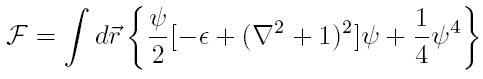 $\mathcal{F} = \int d\vec{r} \left\{ \frac{\psi}{2} [-\epsilon + (\nabla^2 + 1)^2] \psi + \frac{1}{4} \psi^4 \right\}$